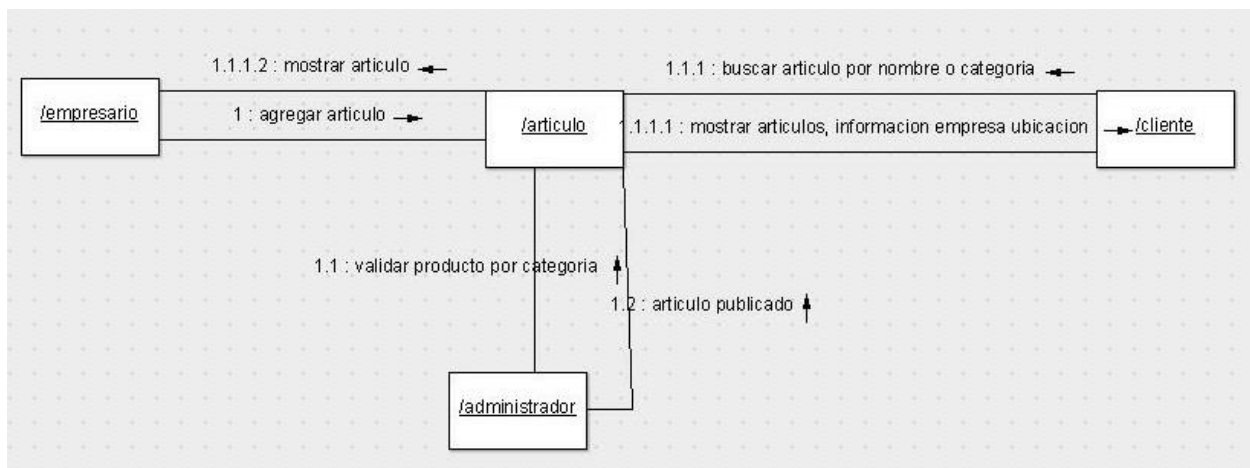 1.1.1.2 : mostrar articulo
1.1.1 : buscar articulo por nombre o categoria
/empresario
1 : agregar articulo
/articulo
1.1.1.1 : mostrar articulos, informacion empresa ubicacion
/cliente
1.1 : validar producto por categoria
1.2 : articulo publicado
/administrador